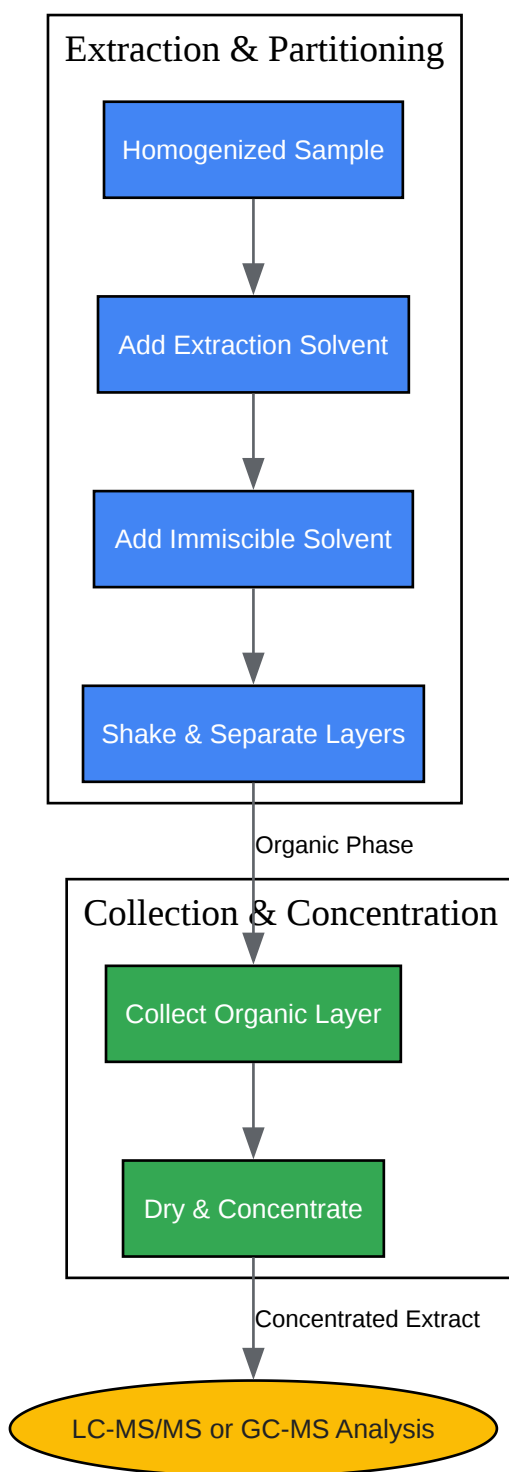 Extraction & Partitioning
Homogenized Sample
Add Extraction Solvent
Add Immiscible Solvent
Shake & Separate Layers
Organic Phase
Collection & Concentration
Collect Organic Layer
Dry & Concentrate
Concentrated Extract
LC-MS/MS or GC-MS Analysis